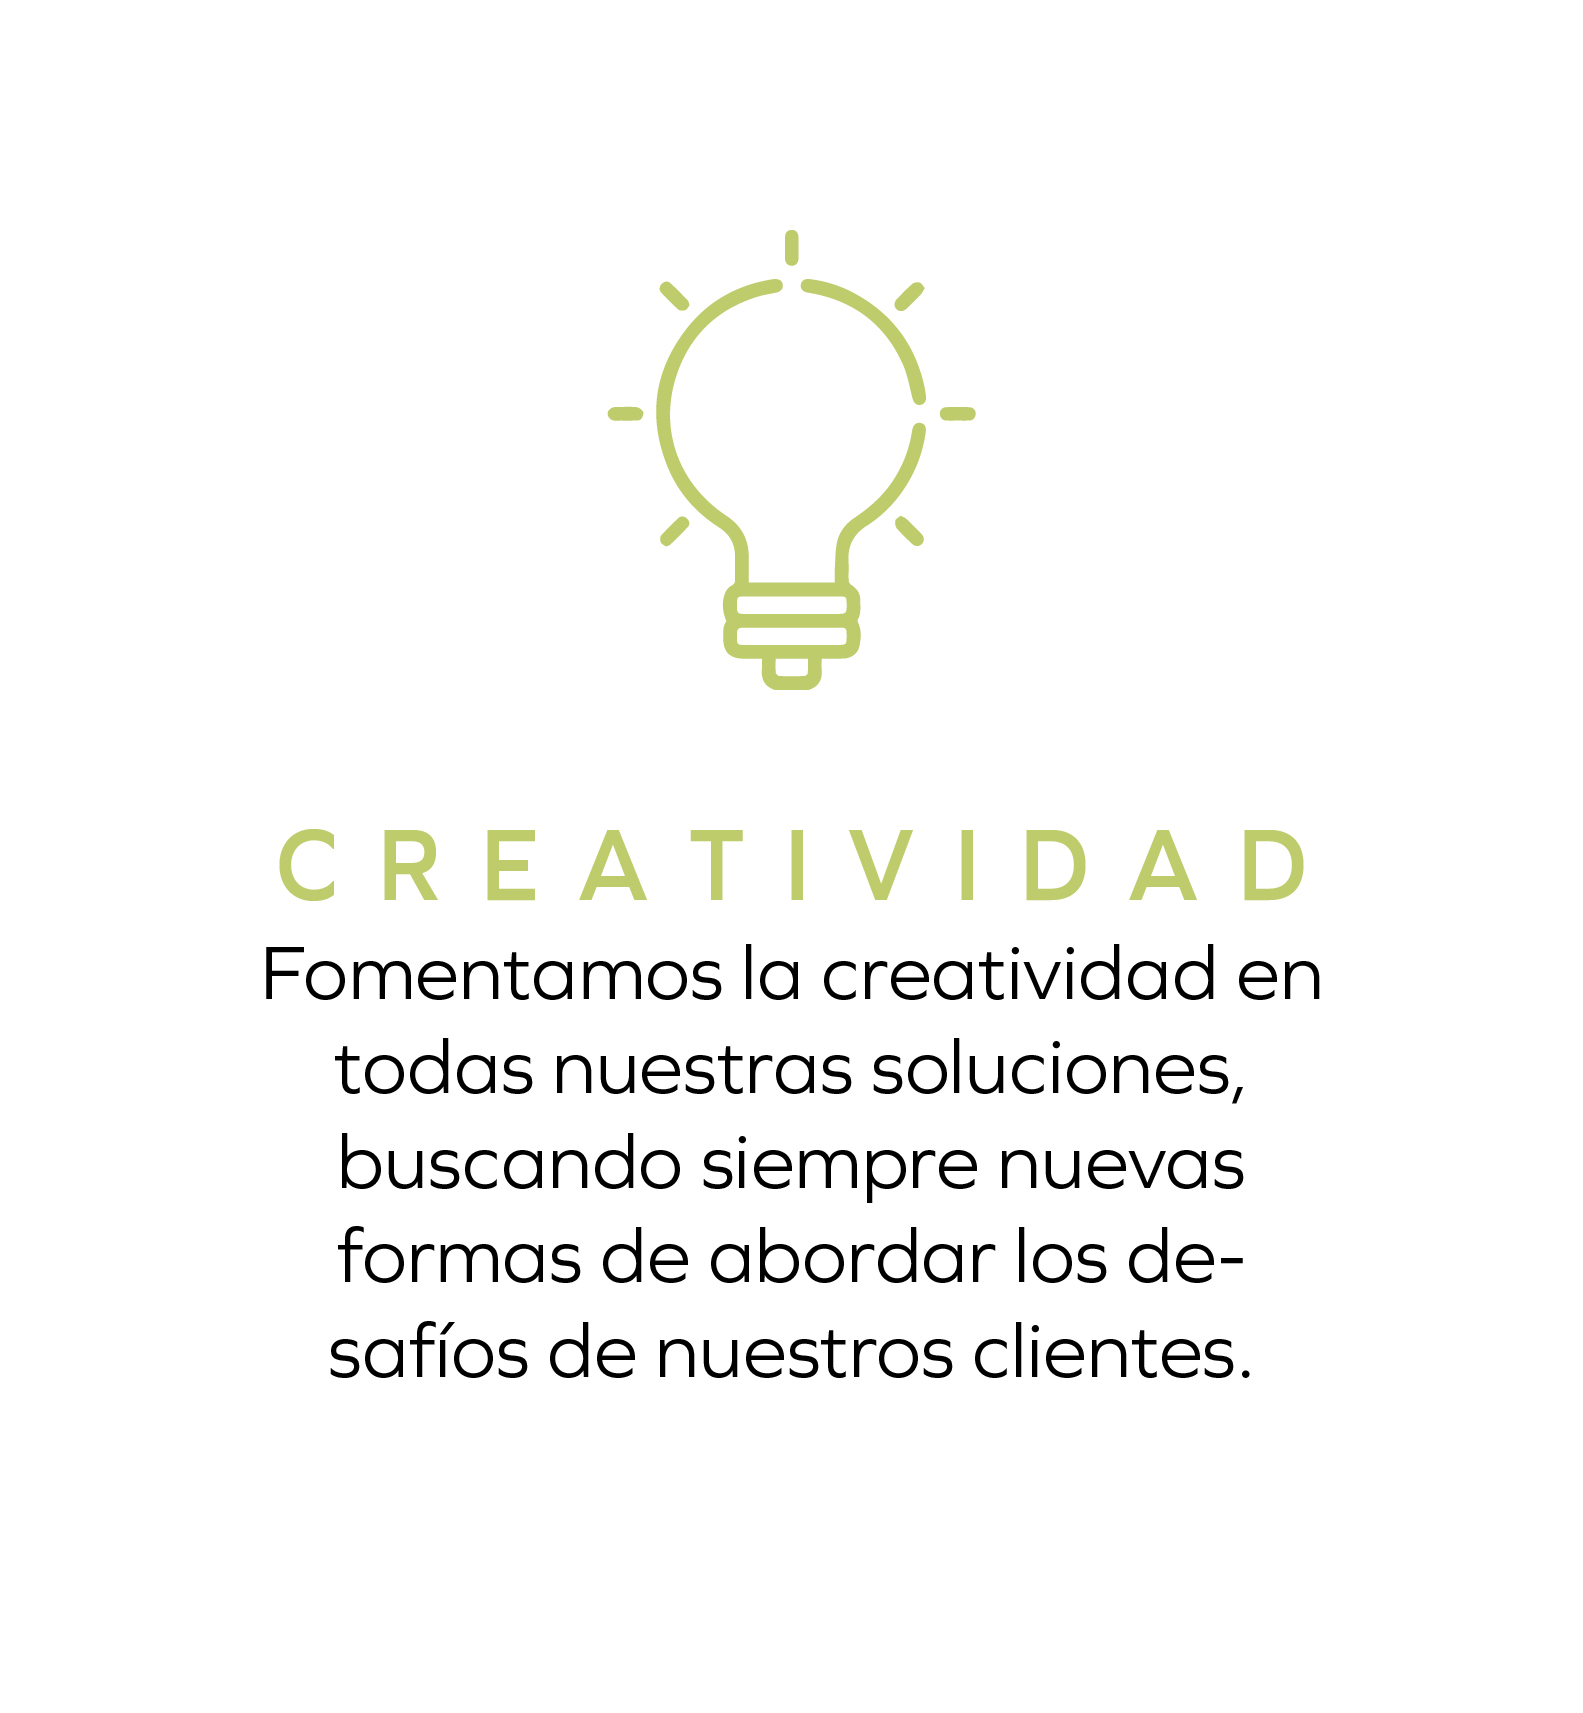 CREATIVIDAD
Fomentamos la creatividad en
todas nuestras soluciones,
buscando siempre nuevas
formas de abordar los de-
safíos de nuestros clientes.